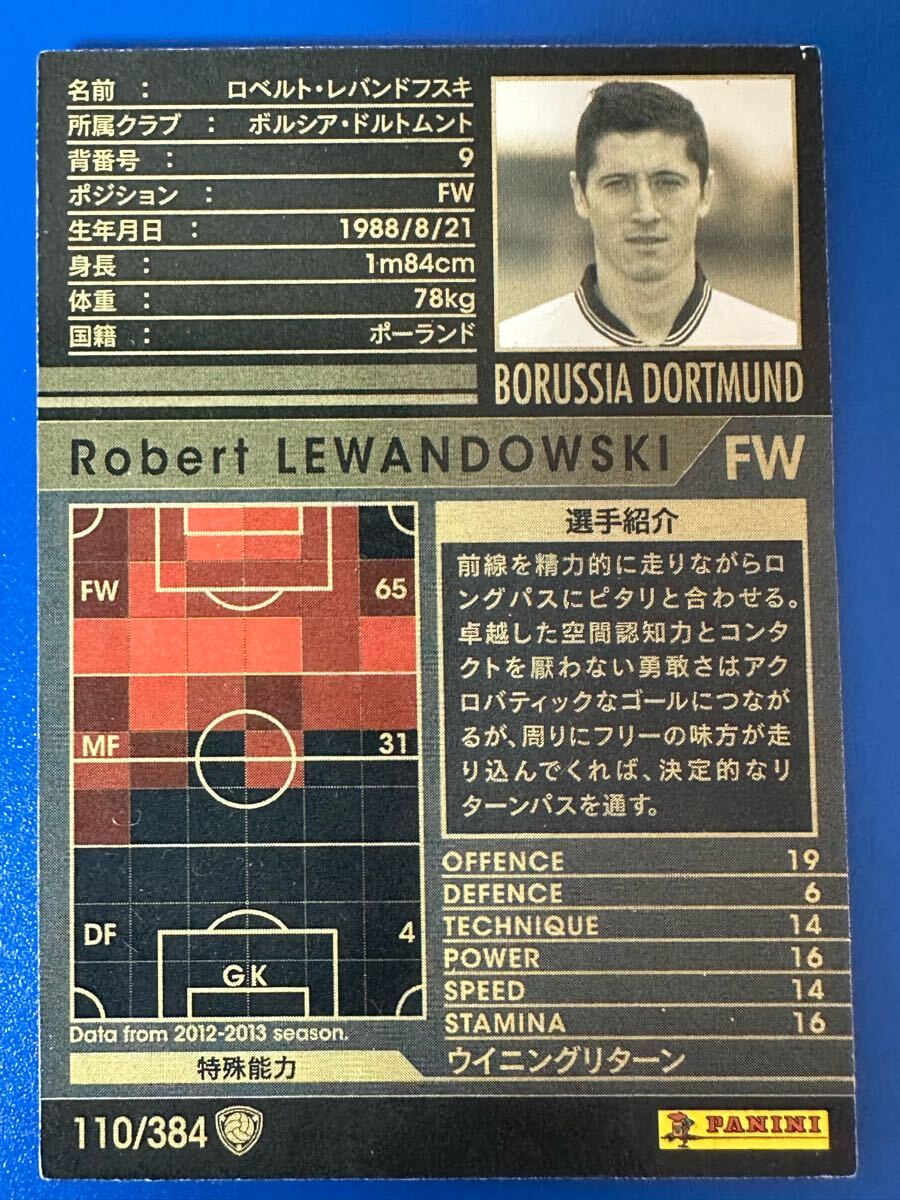 名前 : ロベルト・レバンドフスキ
所属クラブ : ボルシア・ドルトムント
背番号 : 9
ポジション : FW
生年月日 : 1988/8/21
身長 : 1m84cm
体重 : 78kg
国籍 : ポーランド
BORUSSIA DORTMUND
Robert LEWANDOWSKI FW
FW 65
MF 31
DF 4
GK
Data from 2012-2013 season.
選手紹介
前線を精力的に走りながらロ
ングパスにピタリと合わせる。
卓越した空間認知力とコンタ
クトを厭わない勇敢さはアク
ロバティックなゴールにつなが
るが、周りにフリーの味方が走
り込んでくれば、決定的なリ
ターンパスを通す。
OFFENCE 19
DEFENCE 6
TECHNIQUE 14
POWER 16
SPEED 14
STAMINA 16
特殊能力 ウイニングリターン
110/384
PANINI